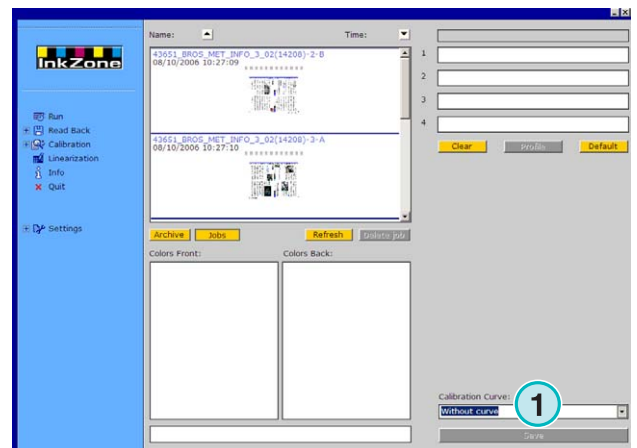 InkZone
Run
Read Back
Calibration
Linearization
Info
Quit
Settings
Name:
Time:
43651_BROS_MET_INFO_3_02(14208)-2-B
08/10/2006 10:27:09
43651_BROS_MET_INFO_3_02(14208)-3-A
08/10/2006 10:27:10
Archive
Jobs
Refresh
Delete job
Colors Front:
Colors Back:
1
2
3
4
Clear
Profile
Default
Calibration Curve:
Without curve
1
Save